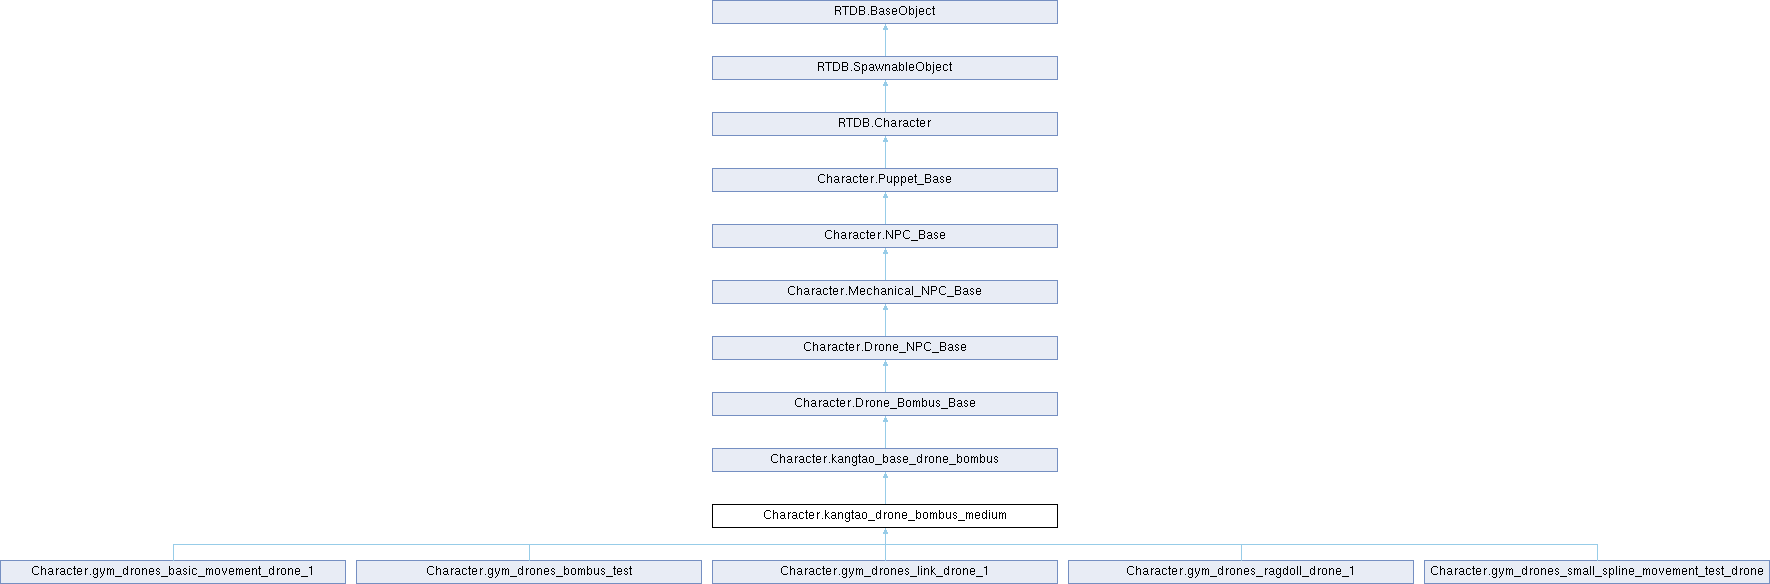 RTDB.BaseObject
RTDB.SpawnableObject
RTDB.Character
Character.Puppet_Base
Character.NPC_Base
Character.Mechanical_NPC_Base
Character.Drone_NPC_Base
Character.Drone_Bombus_Base
Character.kangtao_base_drone_bombus
Character.kangtao_drone_bombus_medium
Character.gym_drones_basic_movement_drone_1
Character.gym_drones_bombus_test
Character.gym_drones_link_drone_1
Character.gym_drones_ragdoll_drone_1
Character.gym_drones_small_spline_movement_test_drone